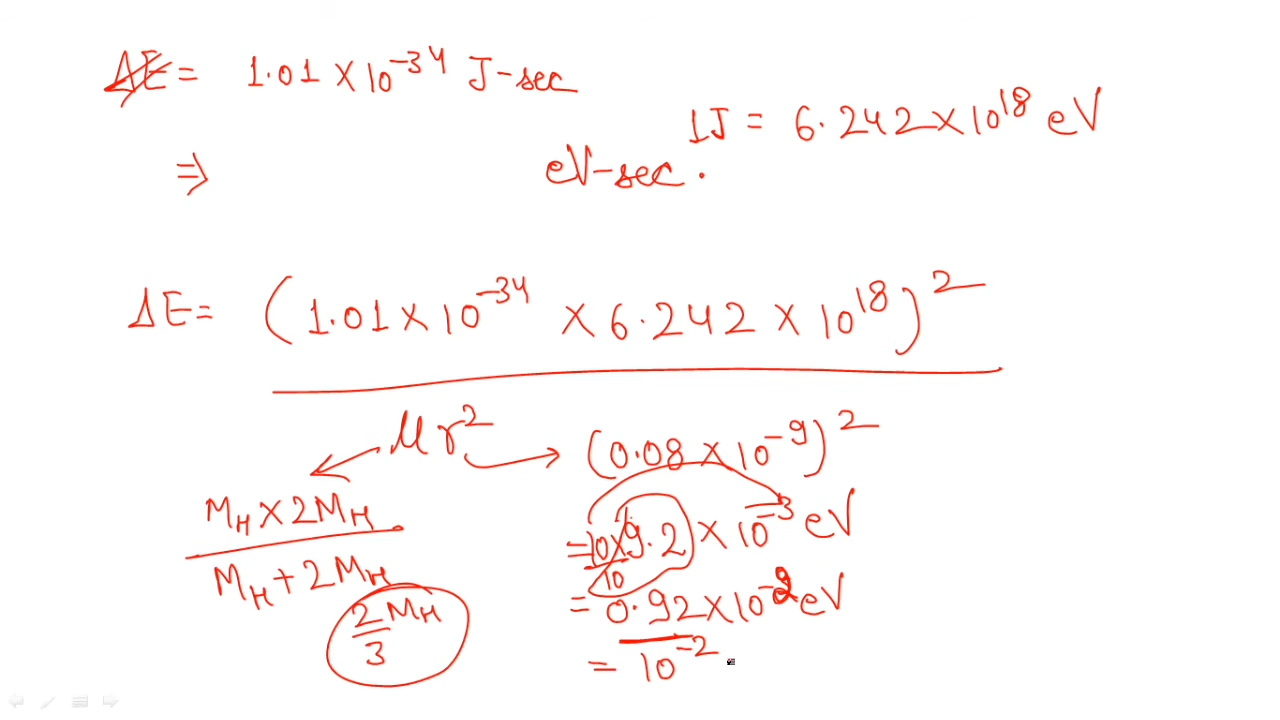 ΔE = 1.01 × 10⁻³⁴ J-sec
1J = 6.242 × 10¹⁸ eV
⇒ eV-sec.
ΔE = (1.01 × 10⁻³⁴ × 6.242 × 10¹⁸)²
μr² → (0.08 × 10⁻⁹)²
M_H × 2M_H
M_H + 2M_H
2/3 M_H
= 10×9.2/10 × 10⁻³ eV
= 0.92 × 10⁻² eV
= 10⁻²